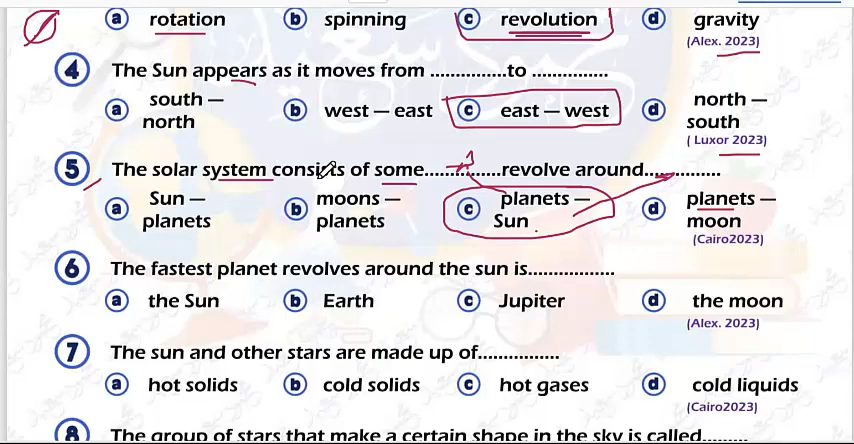 a rotation b spinning c revolution d gravity
(Alex. 2023)
4 The Sun appears as it moves from ...............to ...............
a south – north b west – east c east – west d north – south
( Luxor 2023)
5 The solar system consists of some...............revolve around...............
a Sun – planets b moons – planets c planets – Sun d planets – moon
(Cairo2023)
6 The fastest planet revolves around the sun is.................
a the Sun b Earth c Jupiter d the moon
(Alex. 2023)
7 The sun and other stars are made up of................
a hot solids b cold solids c hot gases d cold liquids
(Cairo2023)
8 The group of stars that make a certain shape in the sky is called.........